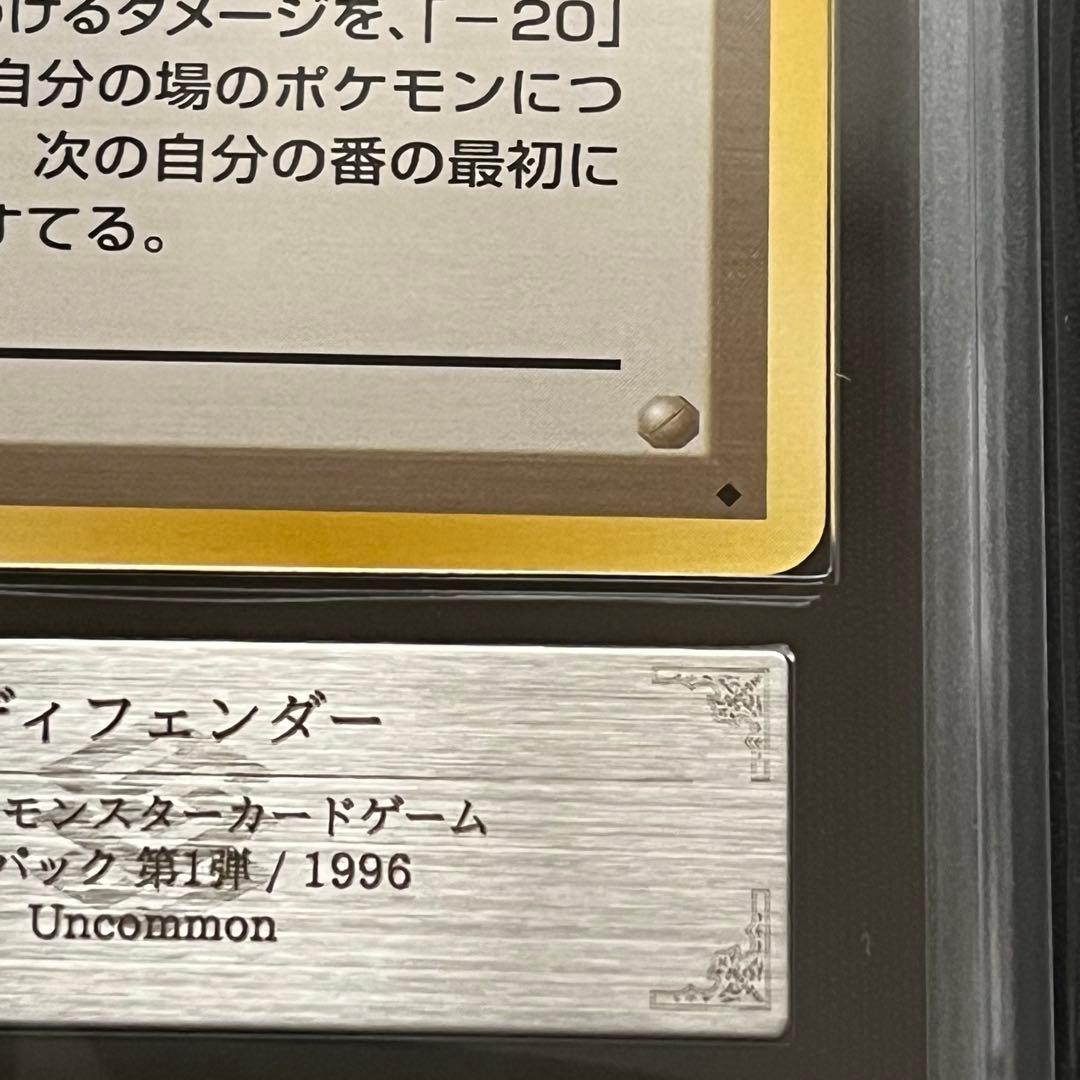 けるダメージを、「－20」
自分の場のポケモンにつ
次の自分の番の最初に
すてる。
ディフェンダー
モンスターカードゲーム
パック 第1弾 / 1996
Uncommon